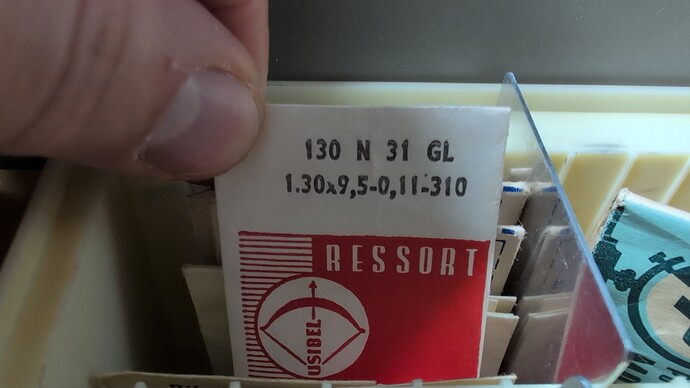 130 N 31 GL
1.30x9,5-0,11-310
RESSORT
USIBEL